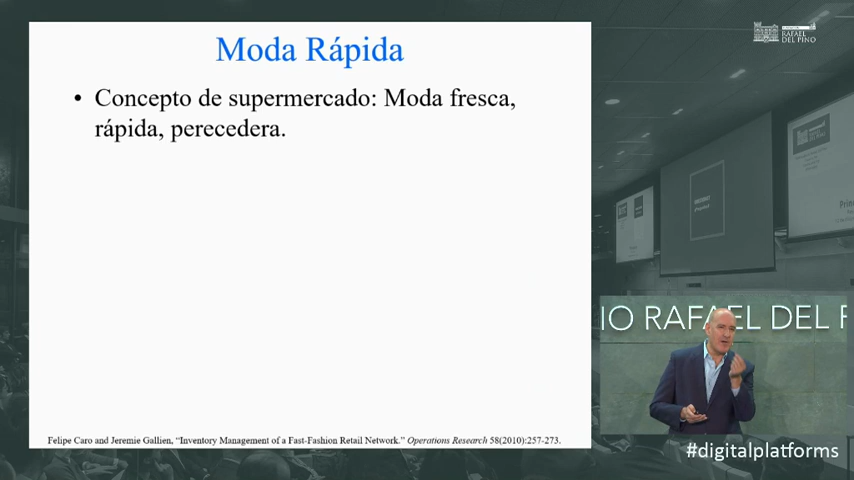 Moda Rápida
• Concepto de supermercado: Moda fresca,
rápida, perecedera.
Felipe Caro and Jeremie Gallien, “Inventory Management of a Fast-Fashion Retail Network.” Operations Research 58(2010):257-273.
RAFAEL
DEL PINO
IO RAFAEL DEL P
#digitalplatforms